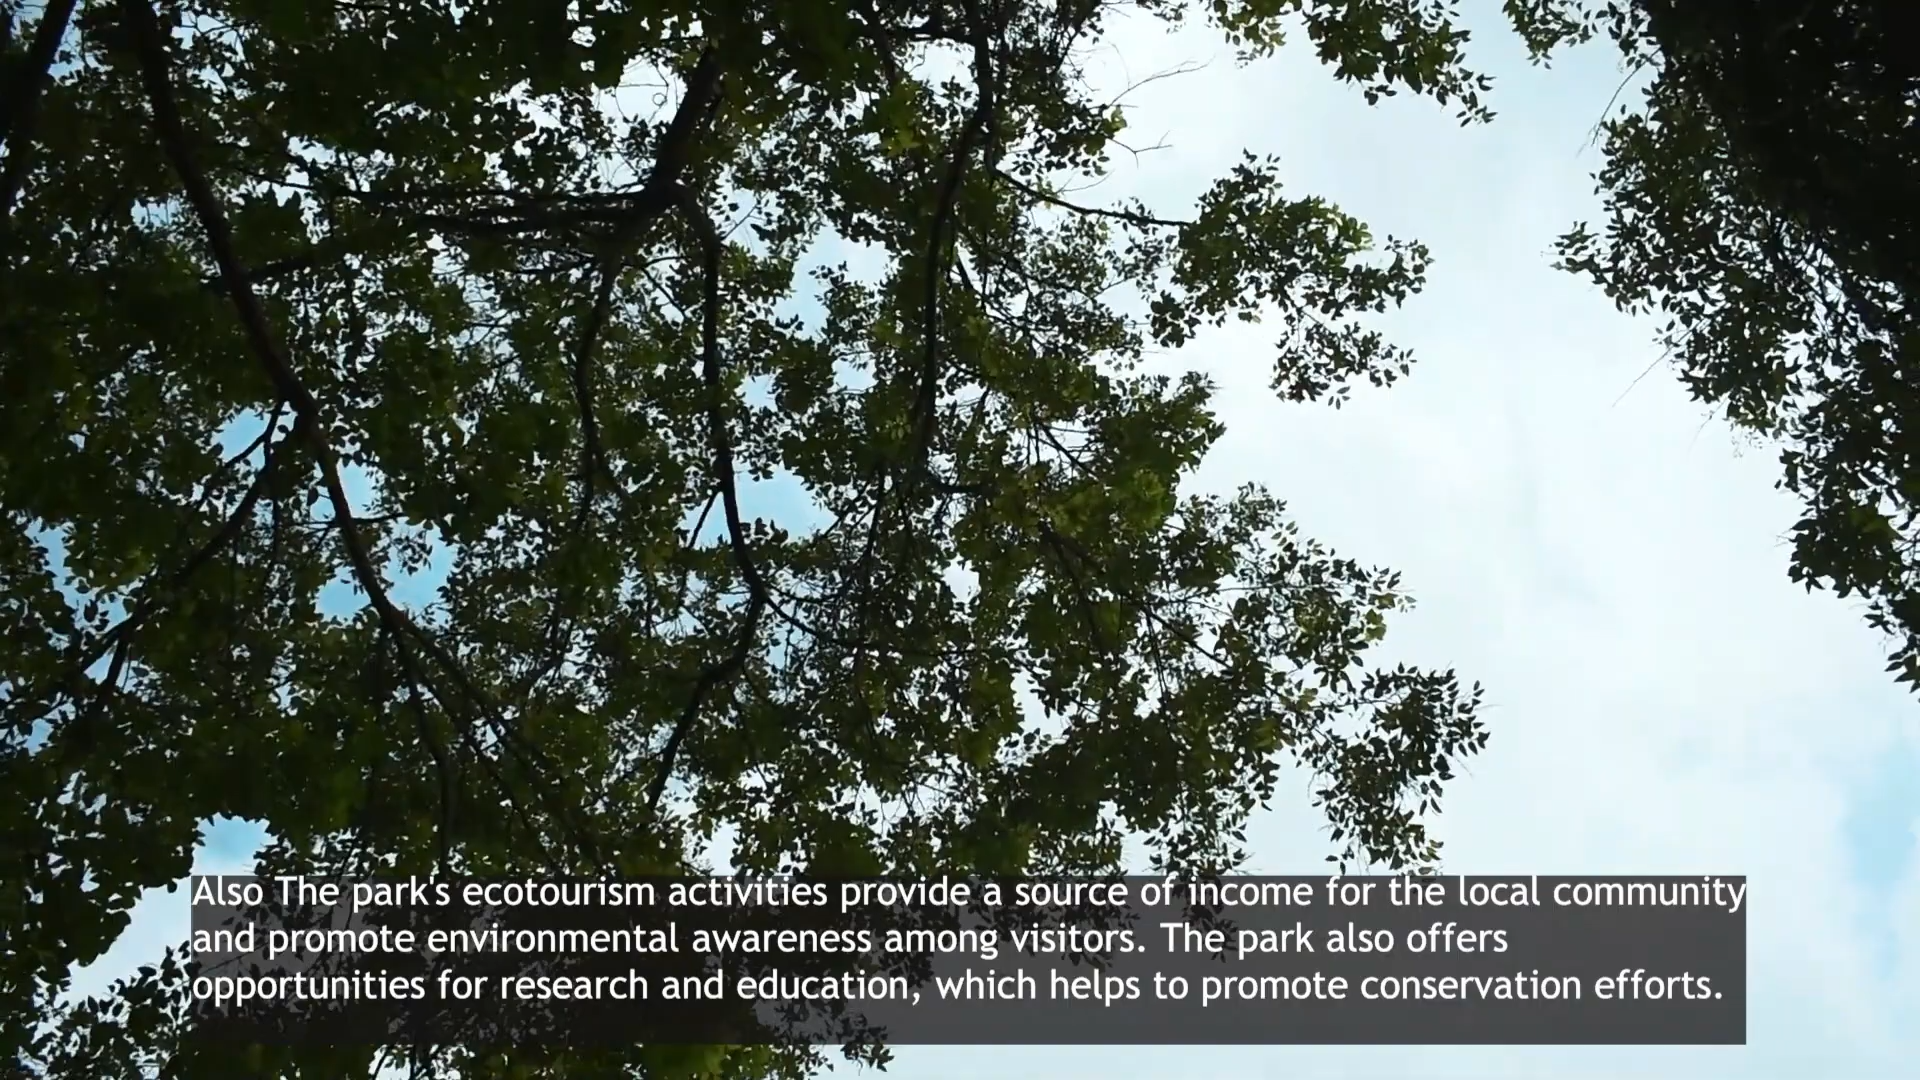 Also The park's ecotourism activities provide a source of income for the local community
and promote environmental awareness among visitors. The park also offers
opportunities for research and education, which helps to promote conservation efforts.